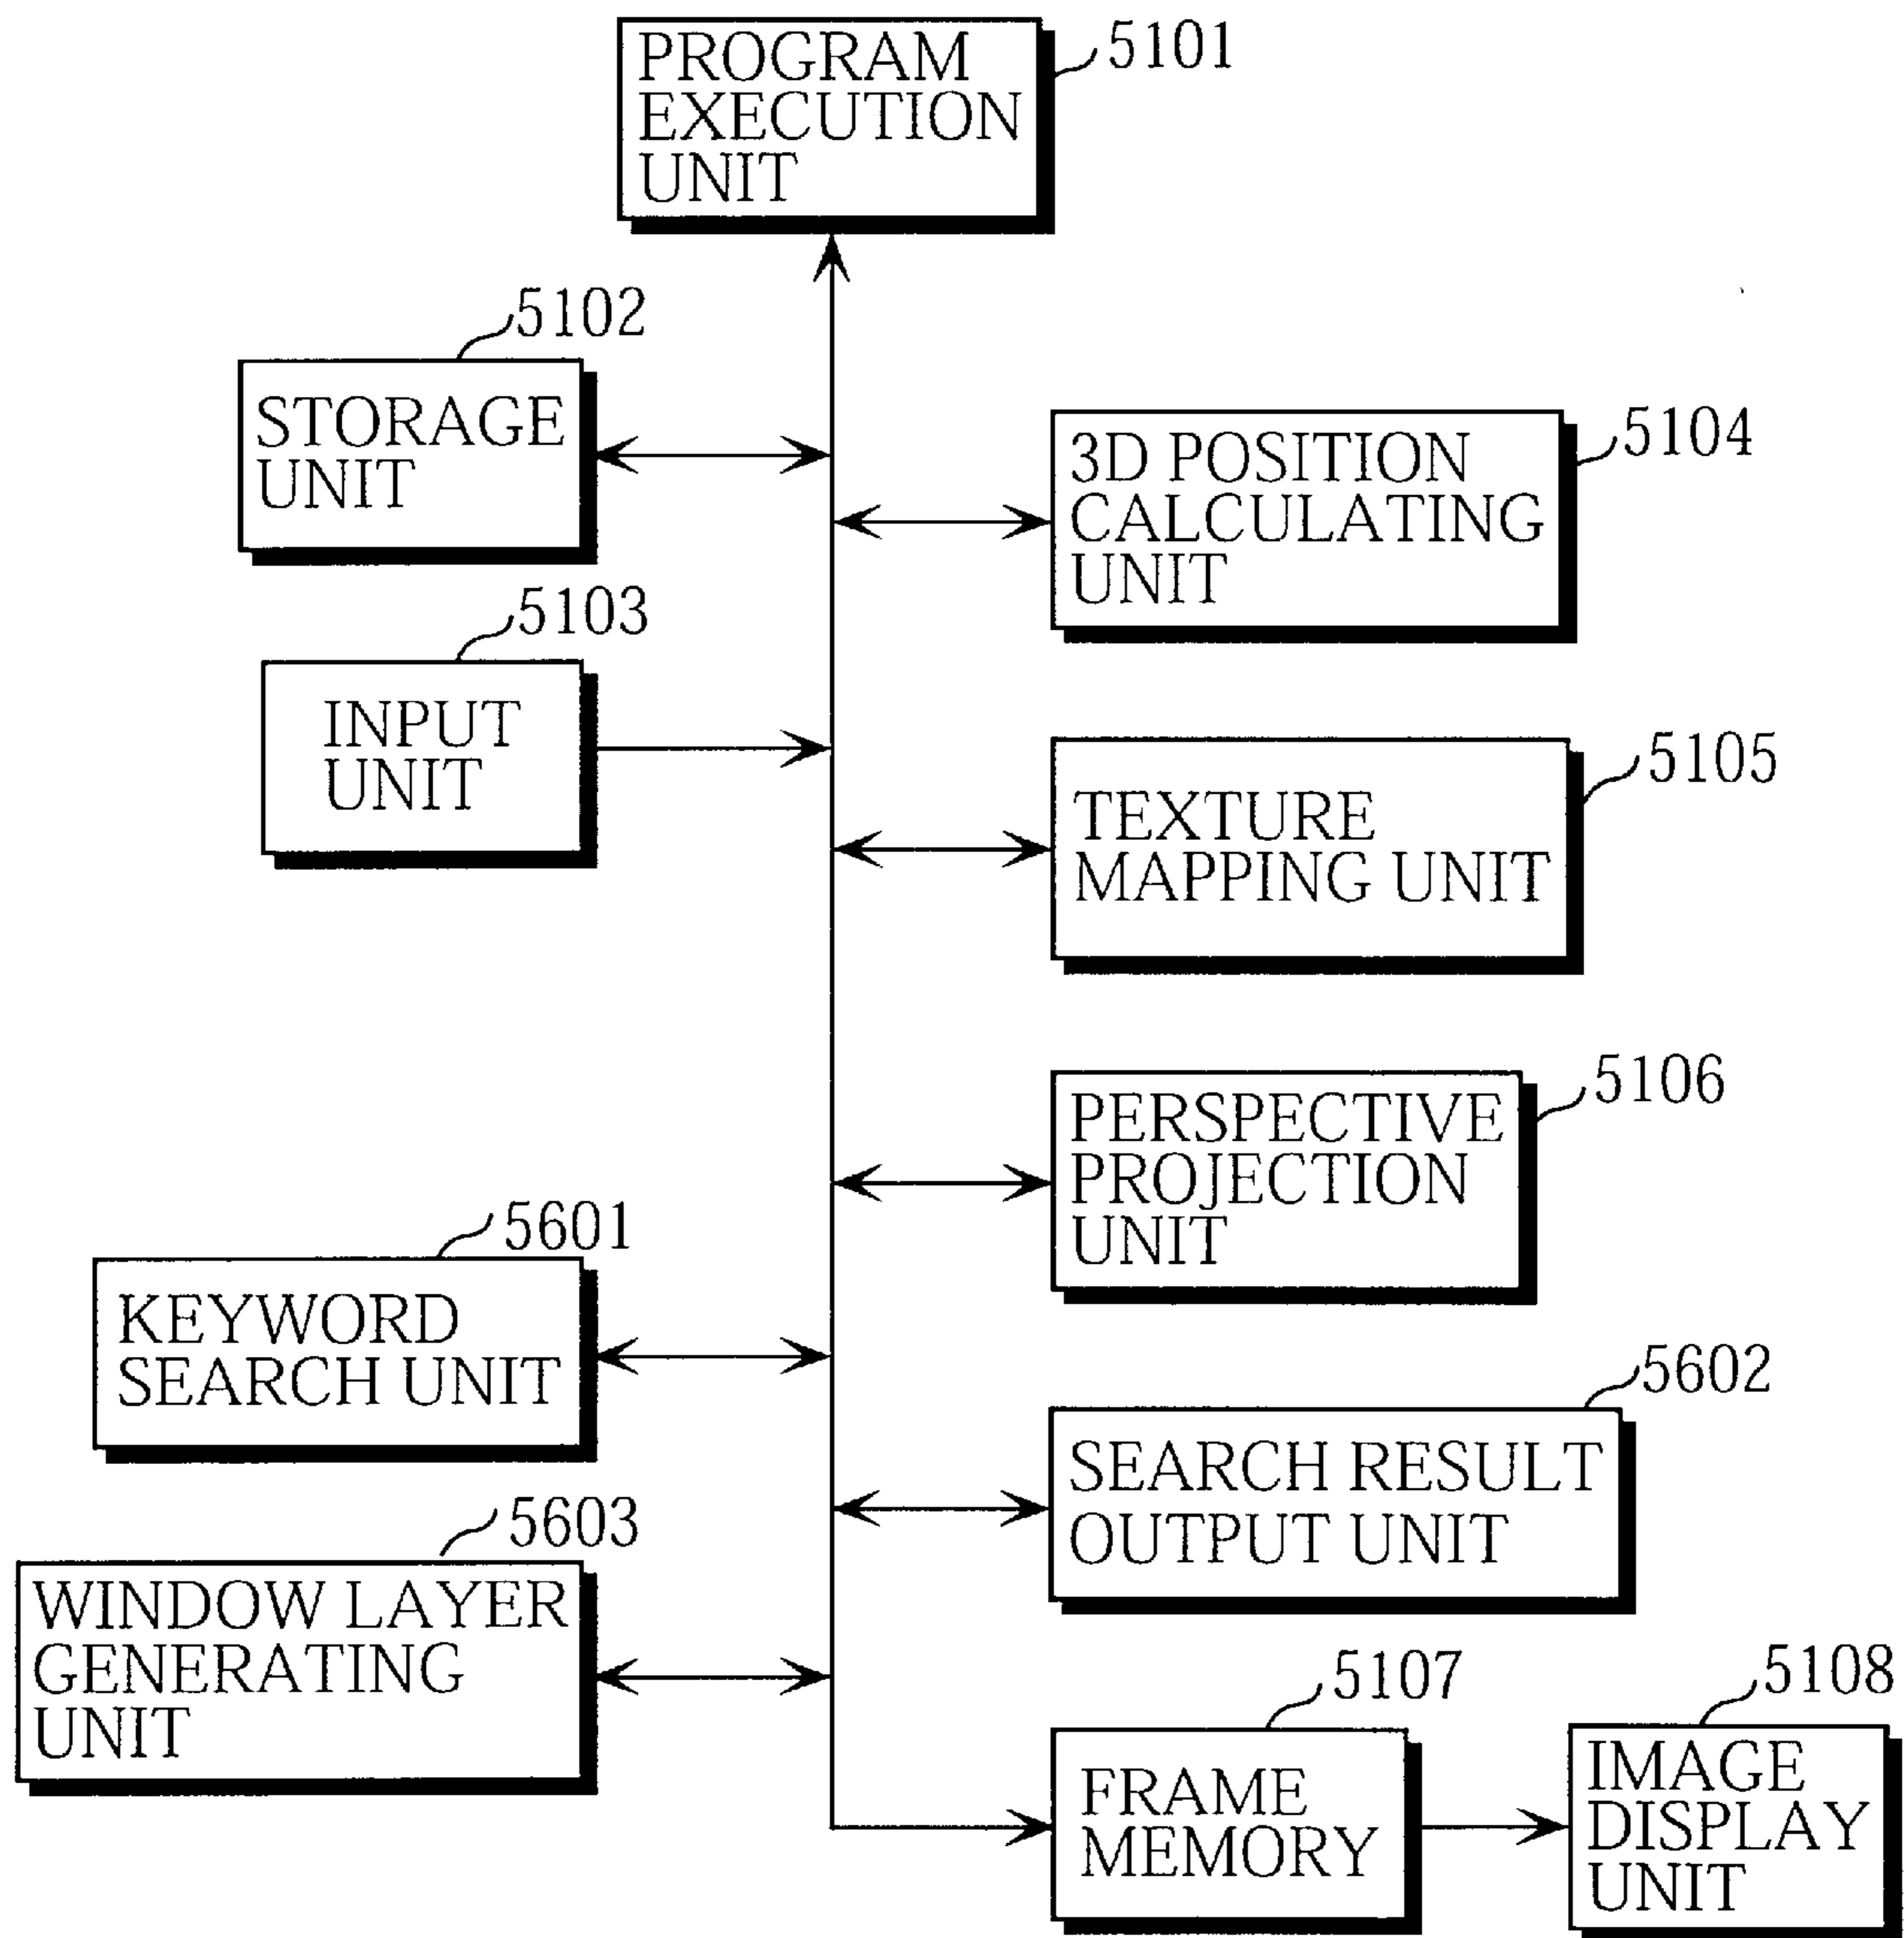 PROGRAM
EXECUTION
UNIT
5101
5102
STORAGE
UNIT
5104
3D POSITION
CALCULATING
UNIT
5103
INPUT
UNIT
5105
TEXTURE
MAPPING UNIT
5106
PERSPECTIVE
PROJECTION
UNIT
5601
KEYWORD
SEARCH UNIT
5602
SEARCH RESULT
OUTPUT UNIT
5603
WINDOW LAYER
GENERATING
UNIT
5107
FRAME
MEMORY
5108
IMAGE
DISPLAY
UNIT